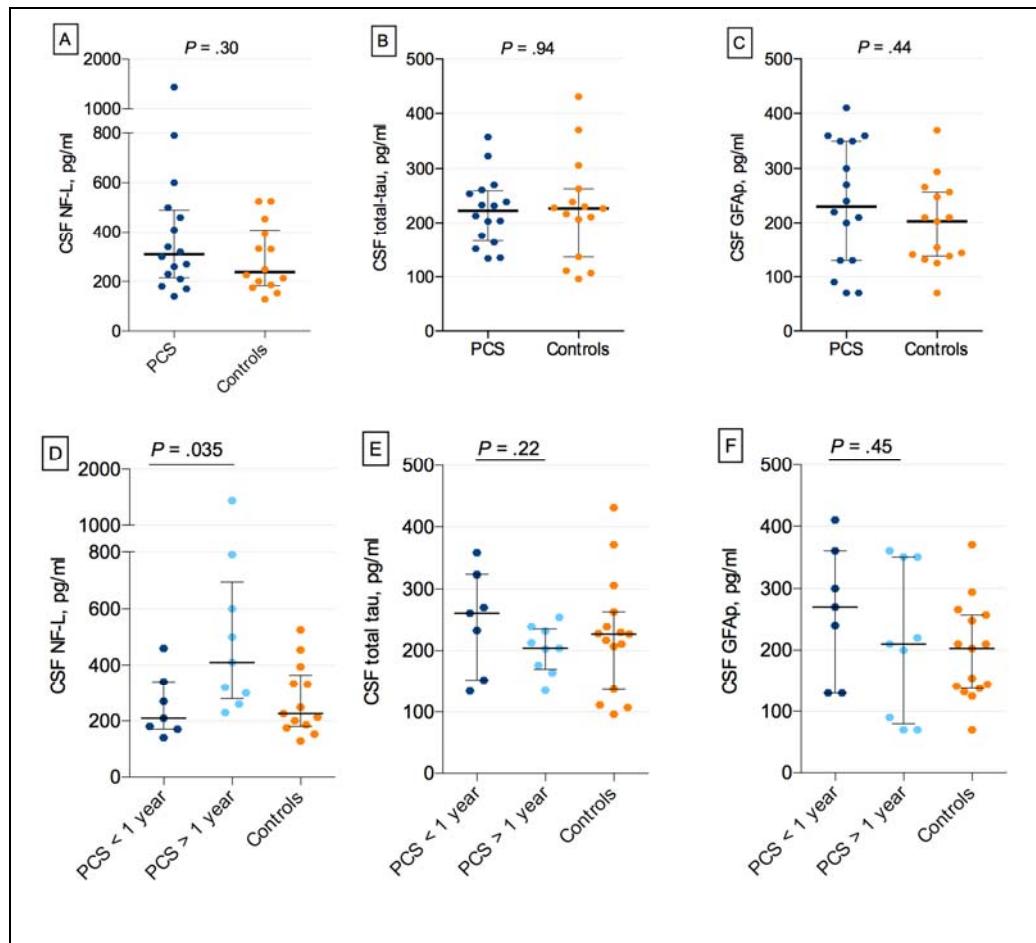 A
P = .30
CSF NF-L, pg/ml
2000
1000
800
600
400
200
0
PCS
Controls
B
P = .94
CSF total-tau, pg/ml
500
400
300
200
100
0
PCS
Controls
C
P = .44
CSF GFAp, pg/ml
500
400
300
200
100
0
PCS
Controls
D
P = .035
CSF NF-L, pg/ml
2000
1000
800
600
400
200
0
PCS < 1 year
PCS > 1 year
Controls
E
P = .22
CSF total tau, pg/ml
500
400
300
200
100
0
PCS < 1 year
PCS > 1 year
Controls
F
P = .45
CSF GFAp, pg/ml
500
400
300
200
100
0
PCS < 1 year
PCS > 1 year
Controls